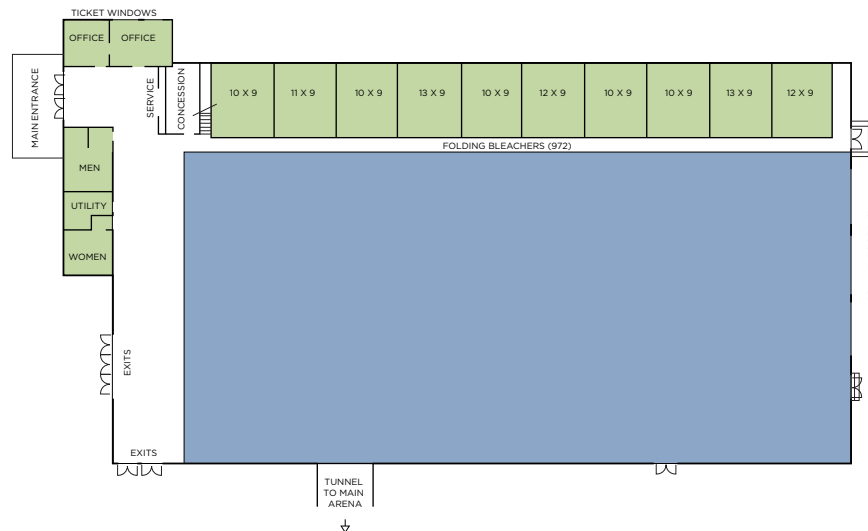 TICKET WINDOWS
OFFICE
OFFICE
MAIN ENTRANCE
SERVICE
CONCESSION
10 X 9
11 X 9
10 X 9
13 X 9
10 X 9
12 X 9
10 X 9
10 X 9
13 X 9
12 X 9
FOLDING BLEACHERS (972)
MEN
UTILITY
WOMEN
EXITS
EXITS
TUNNEL
TO MAIN
ARENA